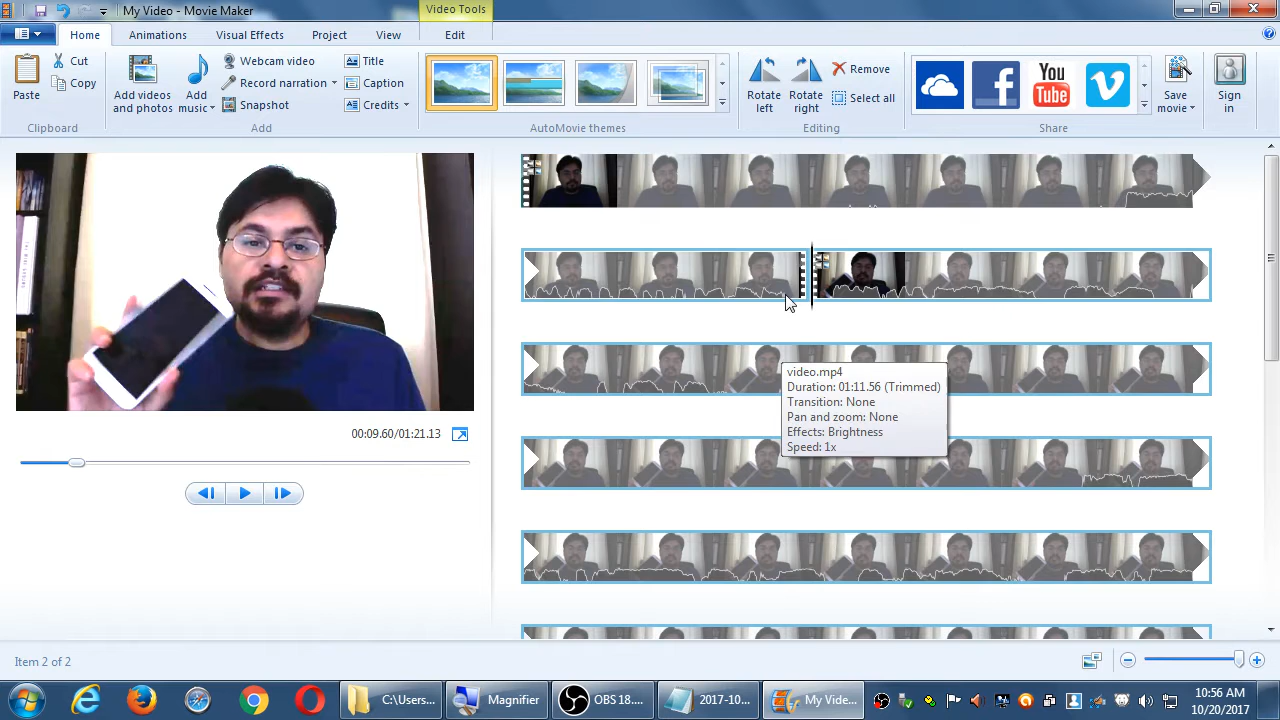 My Video - Movie Maker
Video Tools
Home
Animations
Visual Effects
Project
View
Edit
Paste
Cut
Copy
Clipboard
Add videos
and photos
Add
music
Webcam video
Record narration
Snapshot
Title
Caption
Credits
Add
AutoMovie themes
Rotate
left
Rotate
right
Remove
Select all
Editing
You
Tube
Share
Save
movie
Sign
in
00:09.60/01:21.13
video.mp4
Duration: 01:11.56 (Trimmed)
Transition: None
Pan and zoom: None
Effects: Brightness
Speed: 1x
Item 2 of 2
C:\Users...
Magnifier
OBS 18....
2017-10...
My Vide...
10:56 AM
10/20/2017